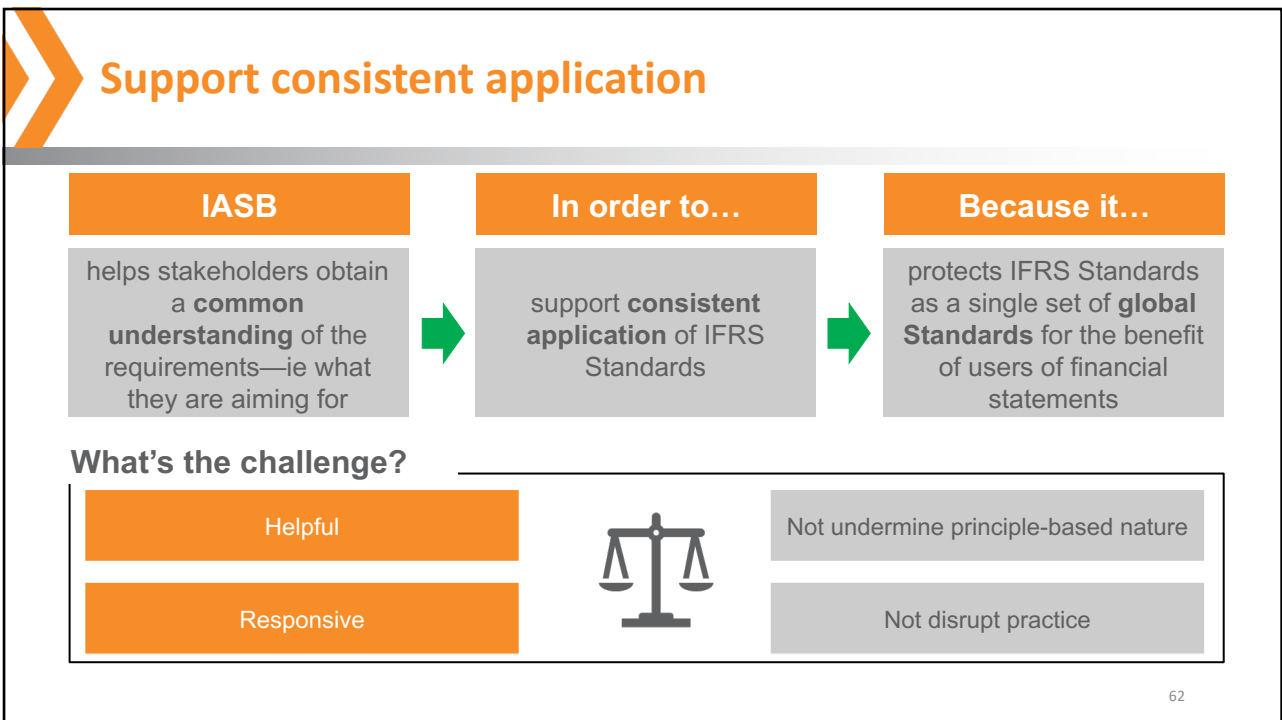 Support consistent application
IASB
helps stakeholders obtain
a common
understanding of the
requirements—ie what
they are aiming for
In order to…
support consistent
application of IFRS
Standards
Because it…
protects IFRS Standards
as a single set of global
Standards for the benefit
of users of financial
statements
What's the challenge?
Helpful
Responsive
Not undermine principle-based nature
Not disrupt practice
62